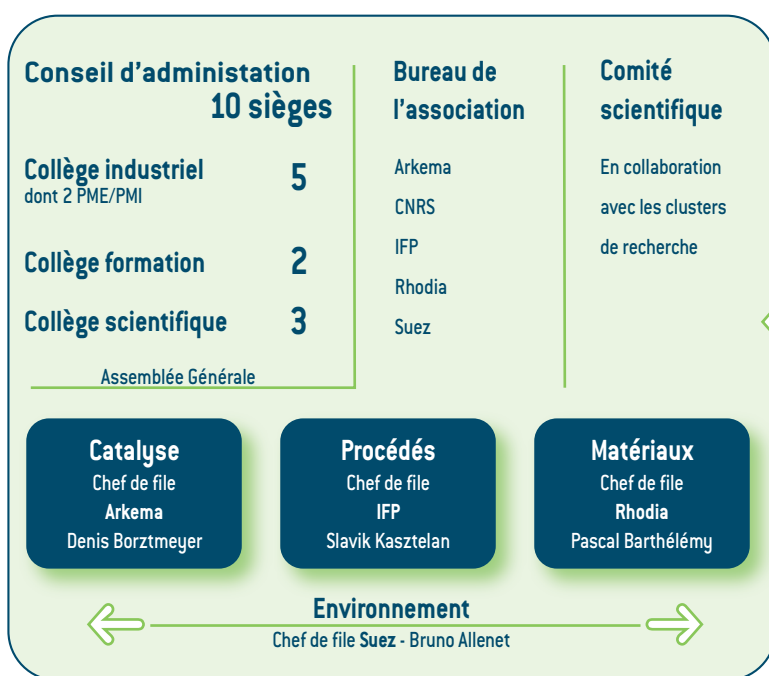 Conseil d'administation
10 sièges
Collège industriel 5
dont 2 PME/PMI
Collège formation 2
Collège scientifique 3
Assemblée Générale
Bureau de
l'association
Arkema
CNRS
IFP
Rhodia
Suez
Comité
scientifique
En collaboration
avec les clusters
de recherche
Catalyse
Chef de file
Arkema
Denis Borztmeyer
Procédés
Chef de file
IFP
Slavik Kasztelan
Matériaux
Chef de file
Rhodia
Pascal Barthélémy
Environnement
Chef de file Suez - Bruno Allenet